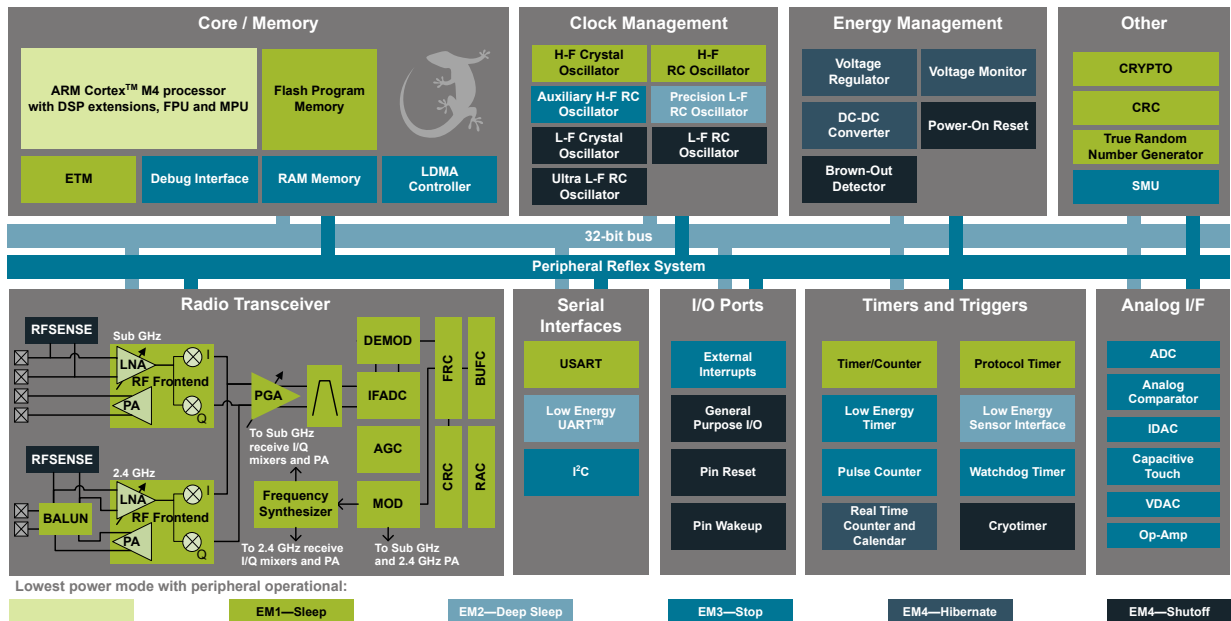 Core / Memory
ARM Cortex™ M4 processor
with DSP extensions, FPU and MPU
Flash Program
Memory
ETM
Debug Interface
RAM Memory
LDMA
Controller
Clock Management
H-F Crystal
Oscillator
H-F
RC Oscillator
Auxiliary H-F RC
Oscillator
Precision L-F
RC Oscillator
L-F Crystal
Oscillator
L-F RC
Oscillator
Ultra L-F RC
Oscillator
Energy Management
Voltage
Regulator
Voltage Monitor
DC-DC
Converter
Power-On Reset
Brown-Out
Detector
Other
CRYPTO
CRC
True Random
Number Generator
SMU
32-bit bus
Peripheral Reflex System
Radio Transceiver
RFSENSE
Sub GHz
LNA
RF Frontend
PA
I
Q
RFSENSE
2.4 GHz
BALUN
LNA
RF Frontend
PA
I
Q
PGA
To Sub GHz
receive I/Q
mixers and PA
Frequency
Synthesizer
To 2.4 GHz receive
I/Q mixers and PA
DEMOD
IFADC
AGC
MOD
To Sub GHz
and 2.4 GHz PA
FRC
BUFC
CRC
RAC
Serial
Interfaces
USART
Low Energy
UART™
I²C
I/O Ports
External
Interrupts
General
Purpose I/O
Pin Reset
Pin Wakeup
Timers and Triggers
Timer/Counter
Protocol Timer
Low Energy
Timer
Low Energy
Sensor Interface
Pulse Counter
Watchdog Timer
Real Time
Counter and
Calendar
Cryotimer
Analog I/F
ADC
Analog
Comparator
IDAC
Capacitive
Touch
VDAC
Op-Amp
Lowest power mode with peripheral operational:
EM1—Sleep
EM2—Deep Sleep
EM3—Stop
EM4—Hibernate
EM4—Shutoff